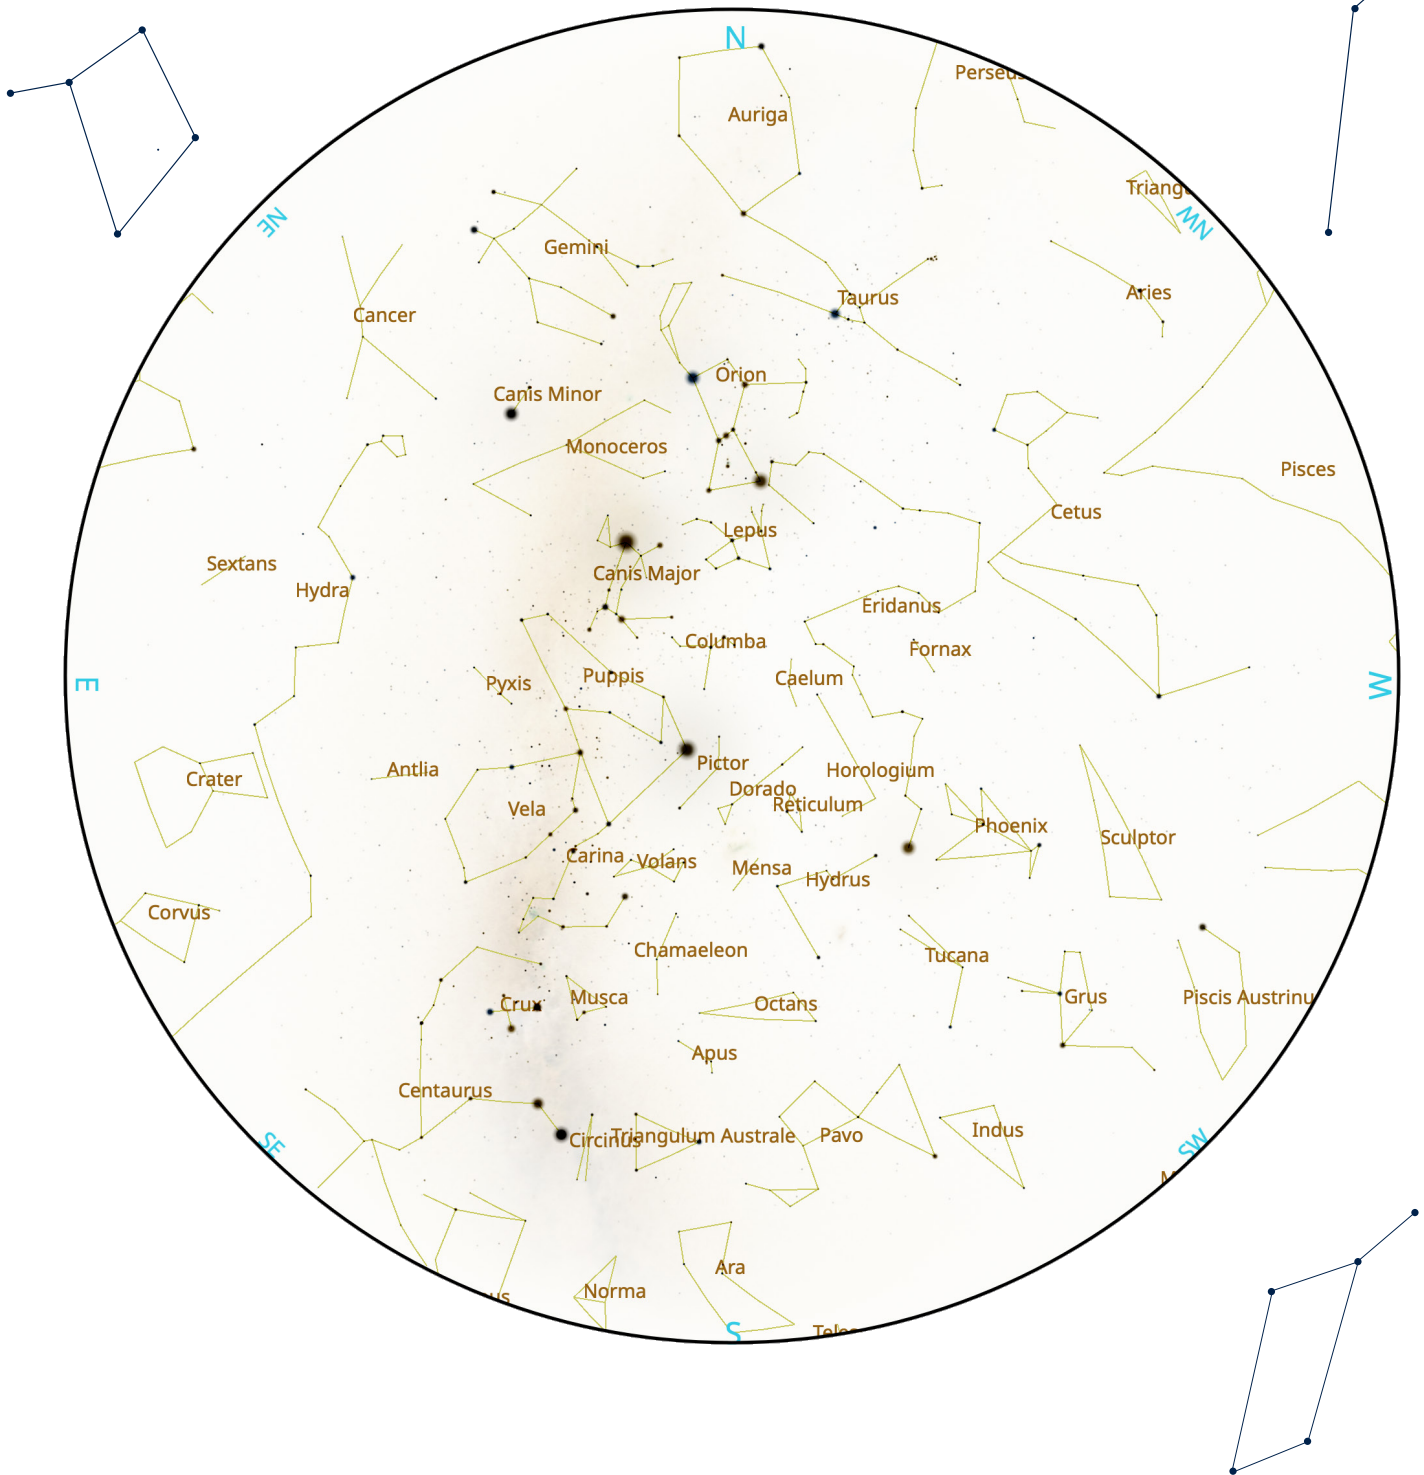 N
Perseus
Auriga
Triangu
NE
NW
Gemini
Aries
Taurus
Cancer
Orion
Canis Minor
Monoceros
Pisces
Cetus
Lepus
Sextans
Canis Major
Hydra
Eridanus
Columba
Fornax
Puppis
Caelum
E
Pyxis
W
Pictor
Antlia
Horologium
Crater
Dorado
Reticulum
Vela
Phoenix
Sculptor
Carina
Volans
Mensa
Hydrus
Corvus
Chamaeleon
Tucana
Crux
Musca
Octans
Grus
Piscis Austrinu
Apus
Centaurus
Circinus
Triangulum Australe
Pavo
Indus
SE
SW
M
Ara
us
Norma
S
Teles